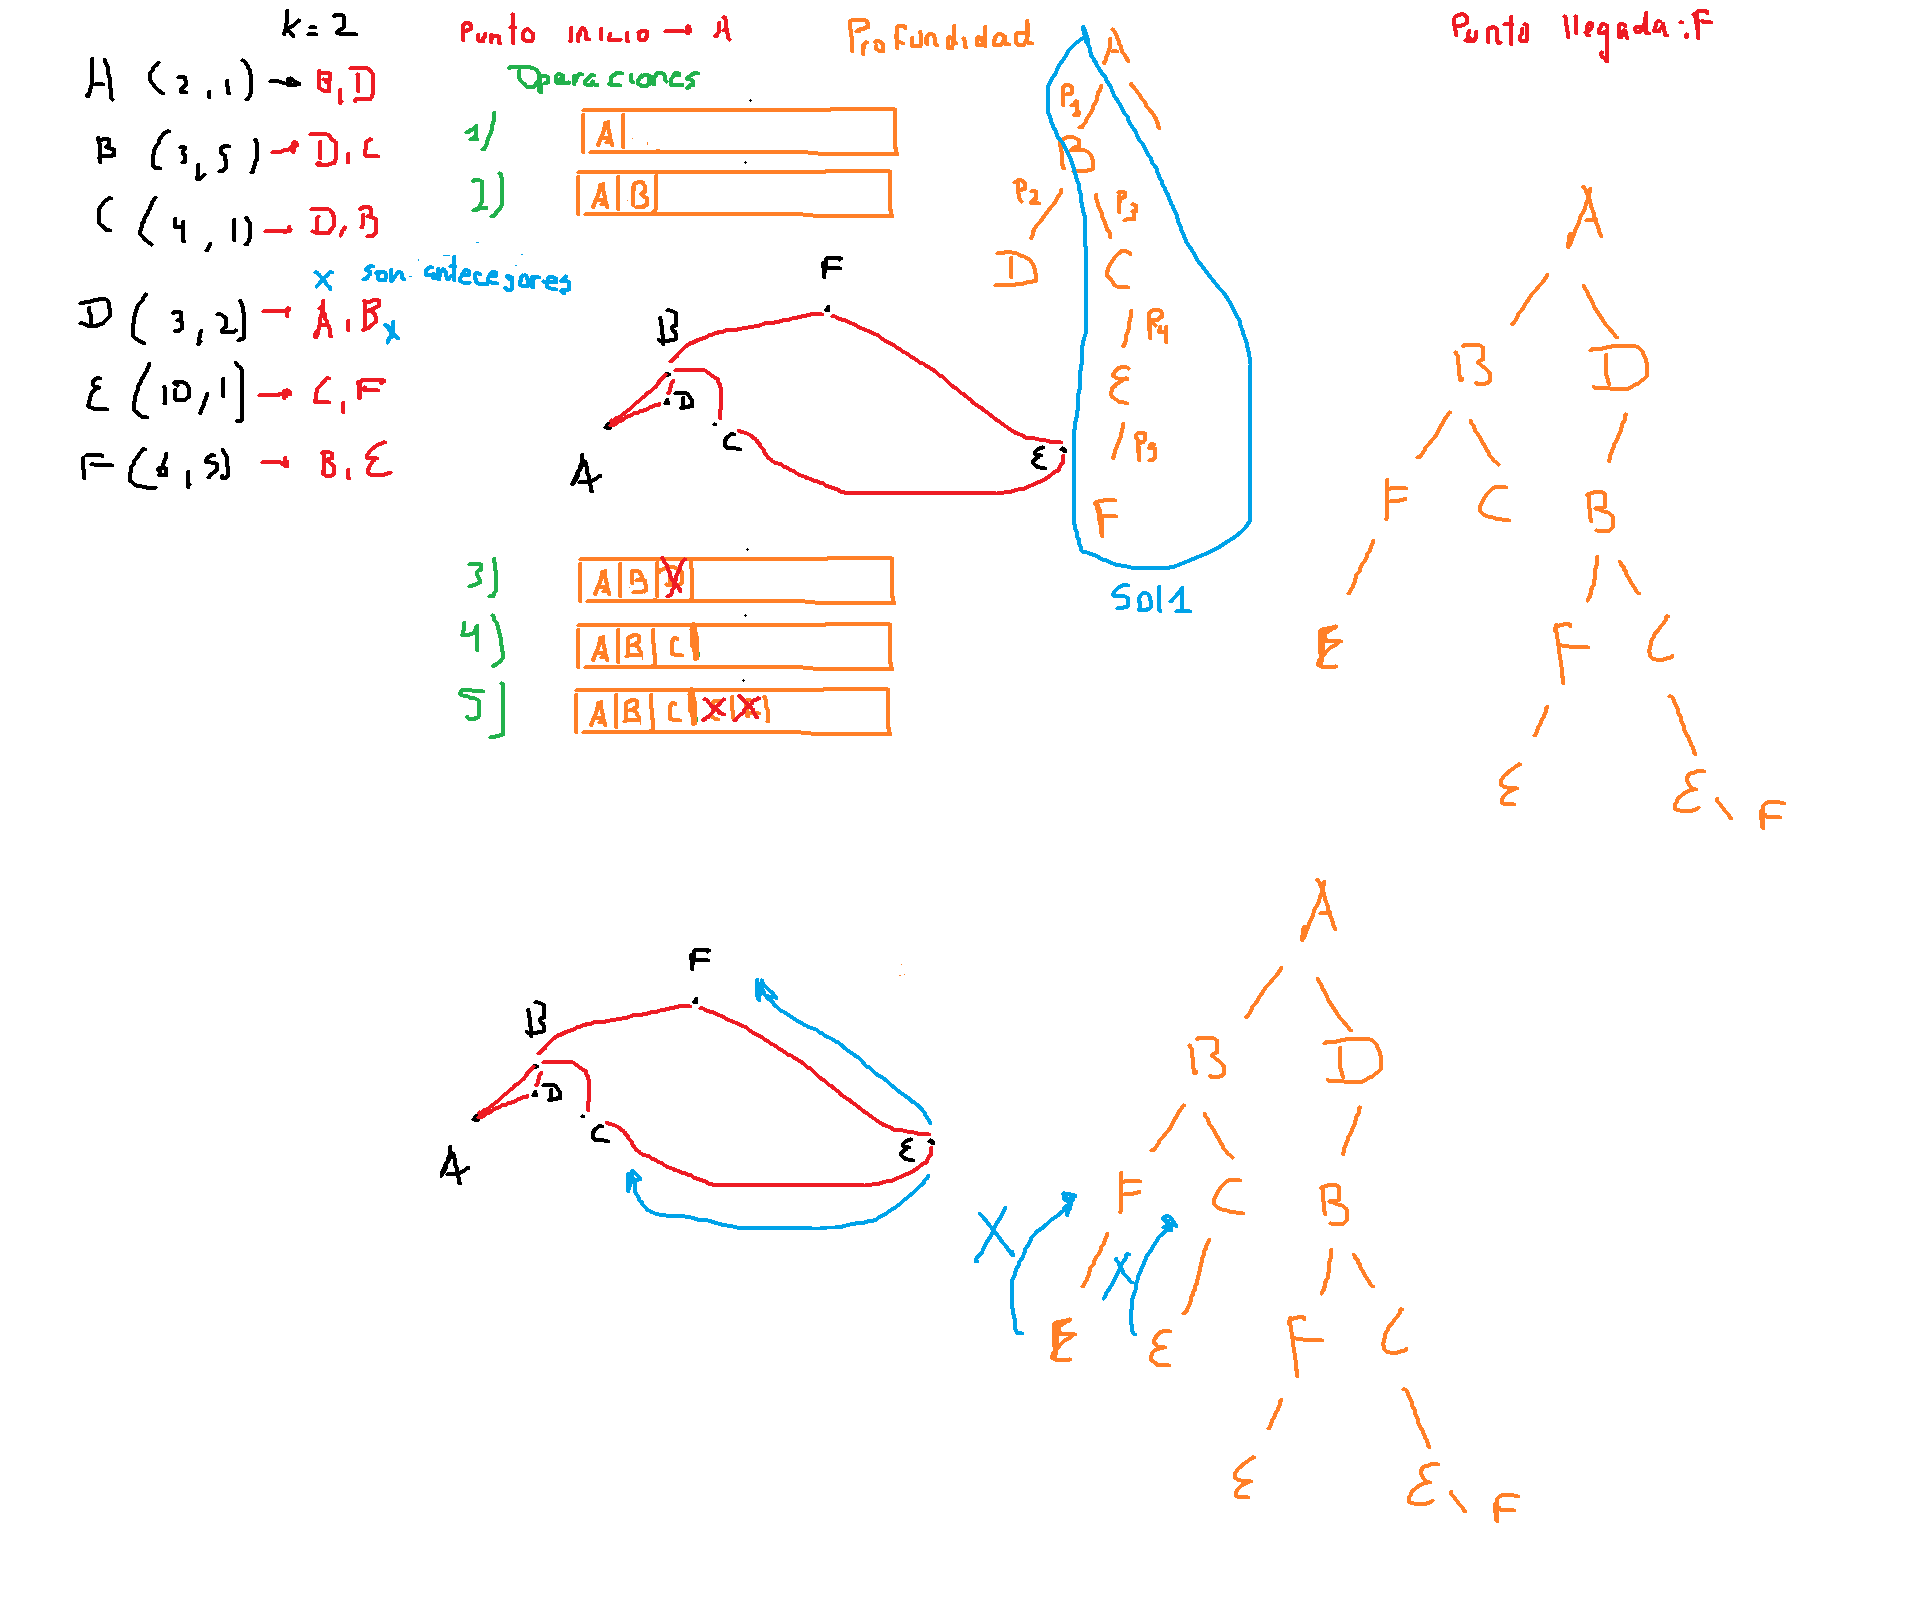 k = 2
Punto inicio → A
Profundidad
Punto llegada: F
Operaciones
A (2,1) → B, D
B (3,5) → D, C
C (4,1) → D, B
x son antecesores
D (3,2] → A, B x
E (10,1] → C, F
F (6,5) → B, E
1)
A
2)
A B
F
B
D
C
E
A
3)
A B D
4)
A B C
5]
A B C
A
P1
B
P2 P3
D C
P4
E
P5
F
Sol1
A
B D
F C B
E F C
E E F
F
B
D
C
E
A
A
B D
F C B
X X
E E F C
E E F